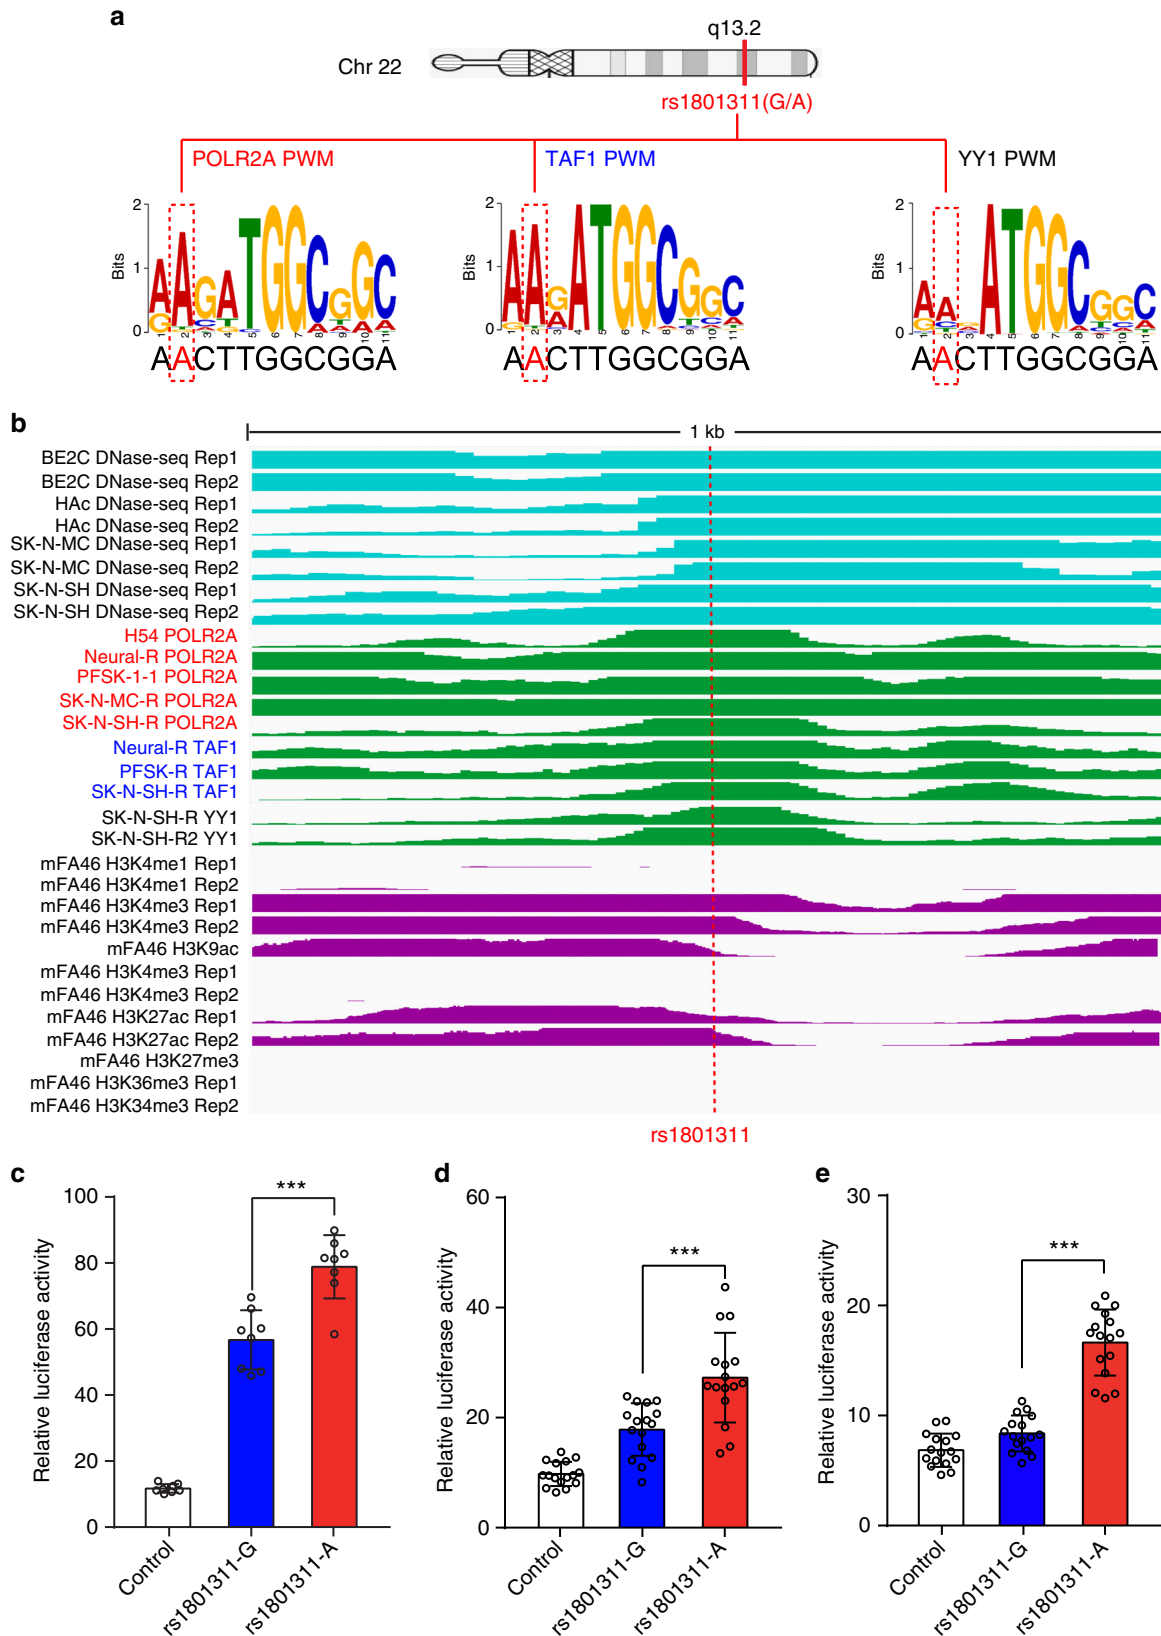 a
q13.2
Chr 22
rs1801311(G/A)
POLR2A PWM
TAF1 PWM
YY1 PWM
2
1
0
Bits
AACTTGGCGGA
2
1
0
Bits
AACTTGGCGGA
2
1
0
Bits
AACTTGGCGGA
b
1 kb
BE2C DNase-seq Rep1
BE2C DNase-seq Rep2
HAc DNase-seq Rep1
HAc DNase-seq Rep2
SK-N-MC DNase-seq Rep1
SK-N-MC DNase-seq Rep2
SK-N-SH DNase-seq Rep1
SK-N-SH DNase-seq Rep2
H54 POLR2A
Neural-R POLR2A
PFSK-1-1 POLR2A
SK-N-MC-R POLR2A
SK-N-SH-R POLR2A
Neural-R TAF1
PFSK-R TAF1
SK-N-SH-R TAF1
SK-N-SH-R YY1
SK-N-SH-R2 YY1
mFA46 H3K4me1 Rep1
mFA46 H3K4me1 Rep2
mFA46 H3K4me3 Rep1
mFA46 H3K4me3 Rep2
mFA46 H3K9ac
mFA46 H3K4me3 Rep1
mFA46 H3K4me3 Rep2
mFA46 H3K27ac Rep1
mFA46 H3K27ac Rep2
mFA46 H3K27me3
mFA46 H3K36me3 Rep1
mFA46 H3K34me3 Rep2
rs1801311
c
Relative luciferase activity
100
80
60
40
20
0
***
Control
rs1801311-G
rs1801311-A
d
Relative luciferase activity
60
40
20
0
***
Control
rs1801311-G
rs1801311-A
e
Relative luciferase activity
30
20
10
0
***
Control
rs1801311-G
rs1801311-A